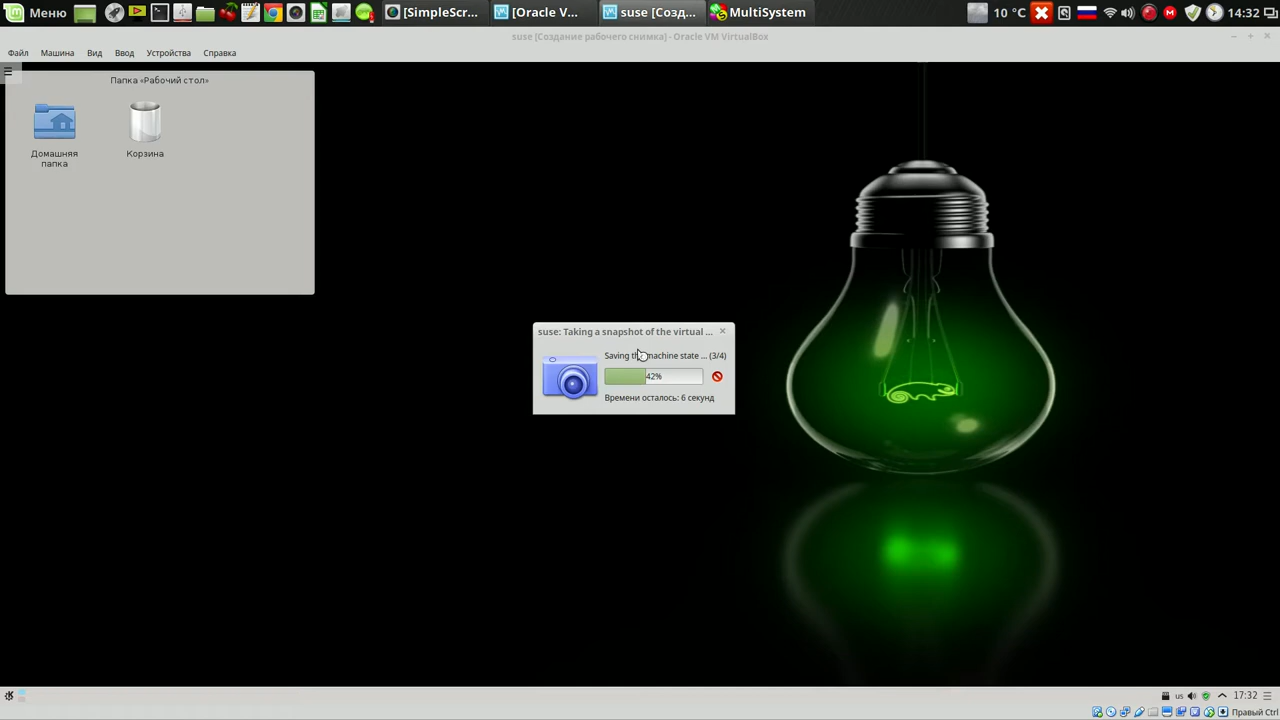 Меню
[SimpleScr...
[Oracle V...
suse [Созд...
MultiSystem
10 °C
14:32
suse [Создание рабочего снимка] - Oracle VM VirtualBox
Файл Машина Вид Ввод Устройства Справка
Папка «Рабочий стол»
Домашняя
папка
Корзина
suse: Taking a snapshot of the virtual ...
Saving the machine state ... (3/4)
42%
Времени осталось: 6 секунд
us
17:32
Правый Ctrl